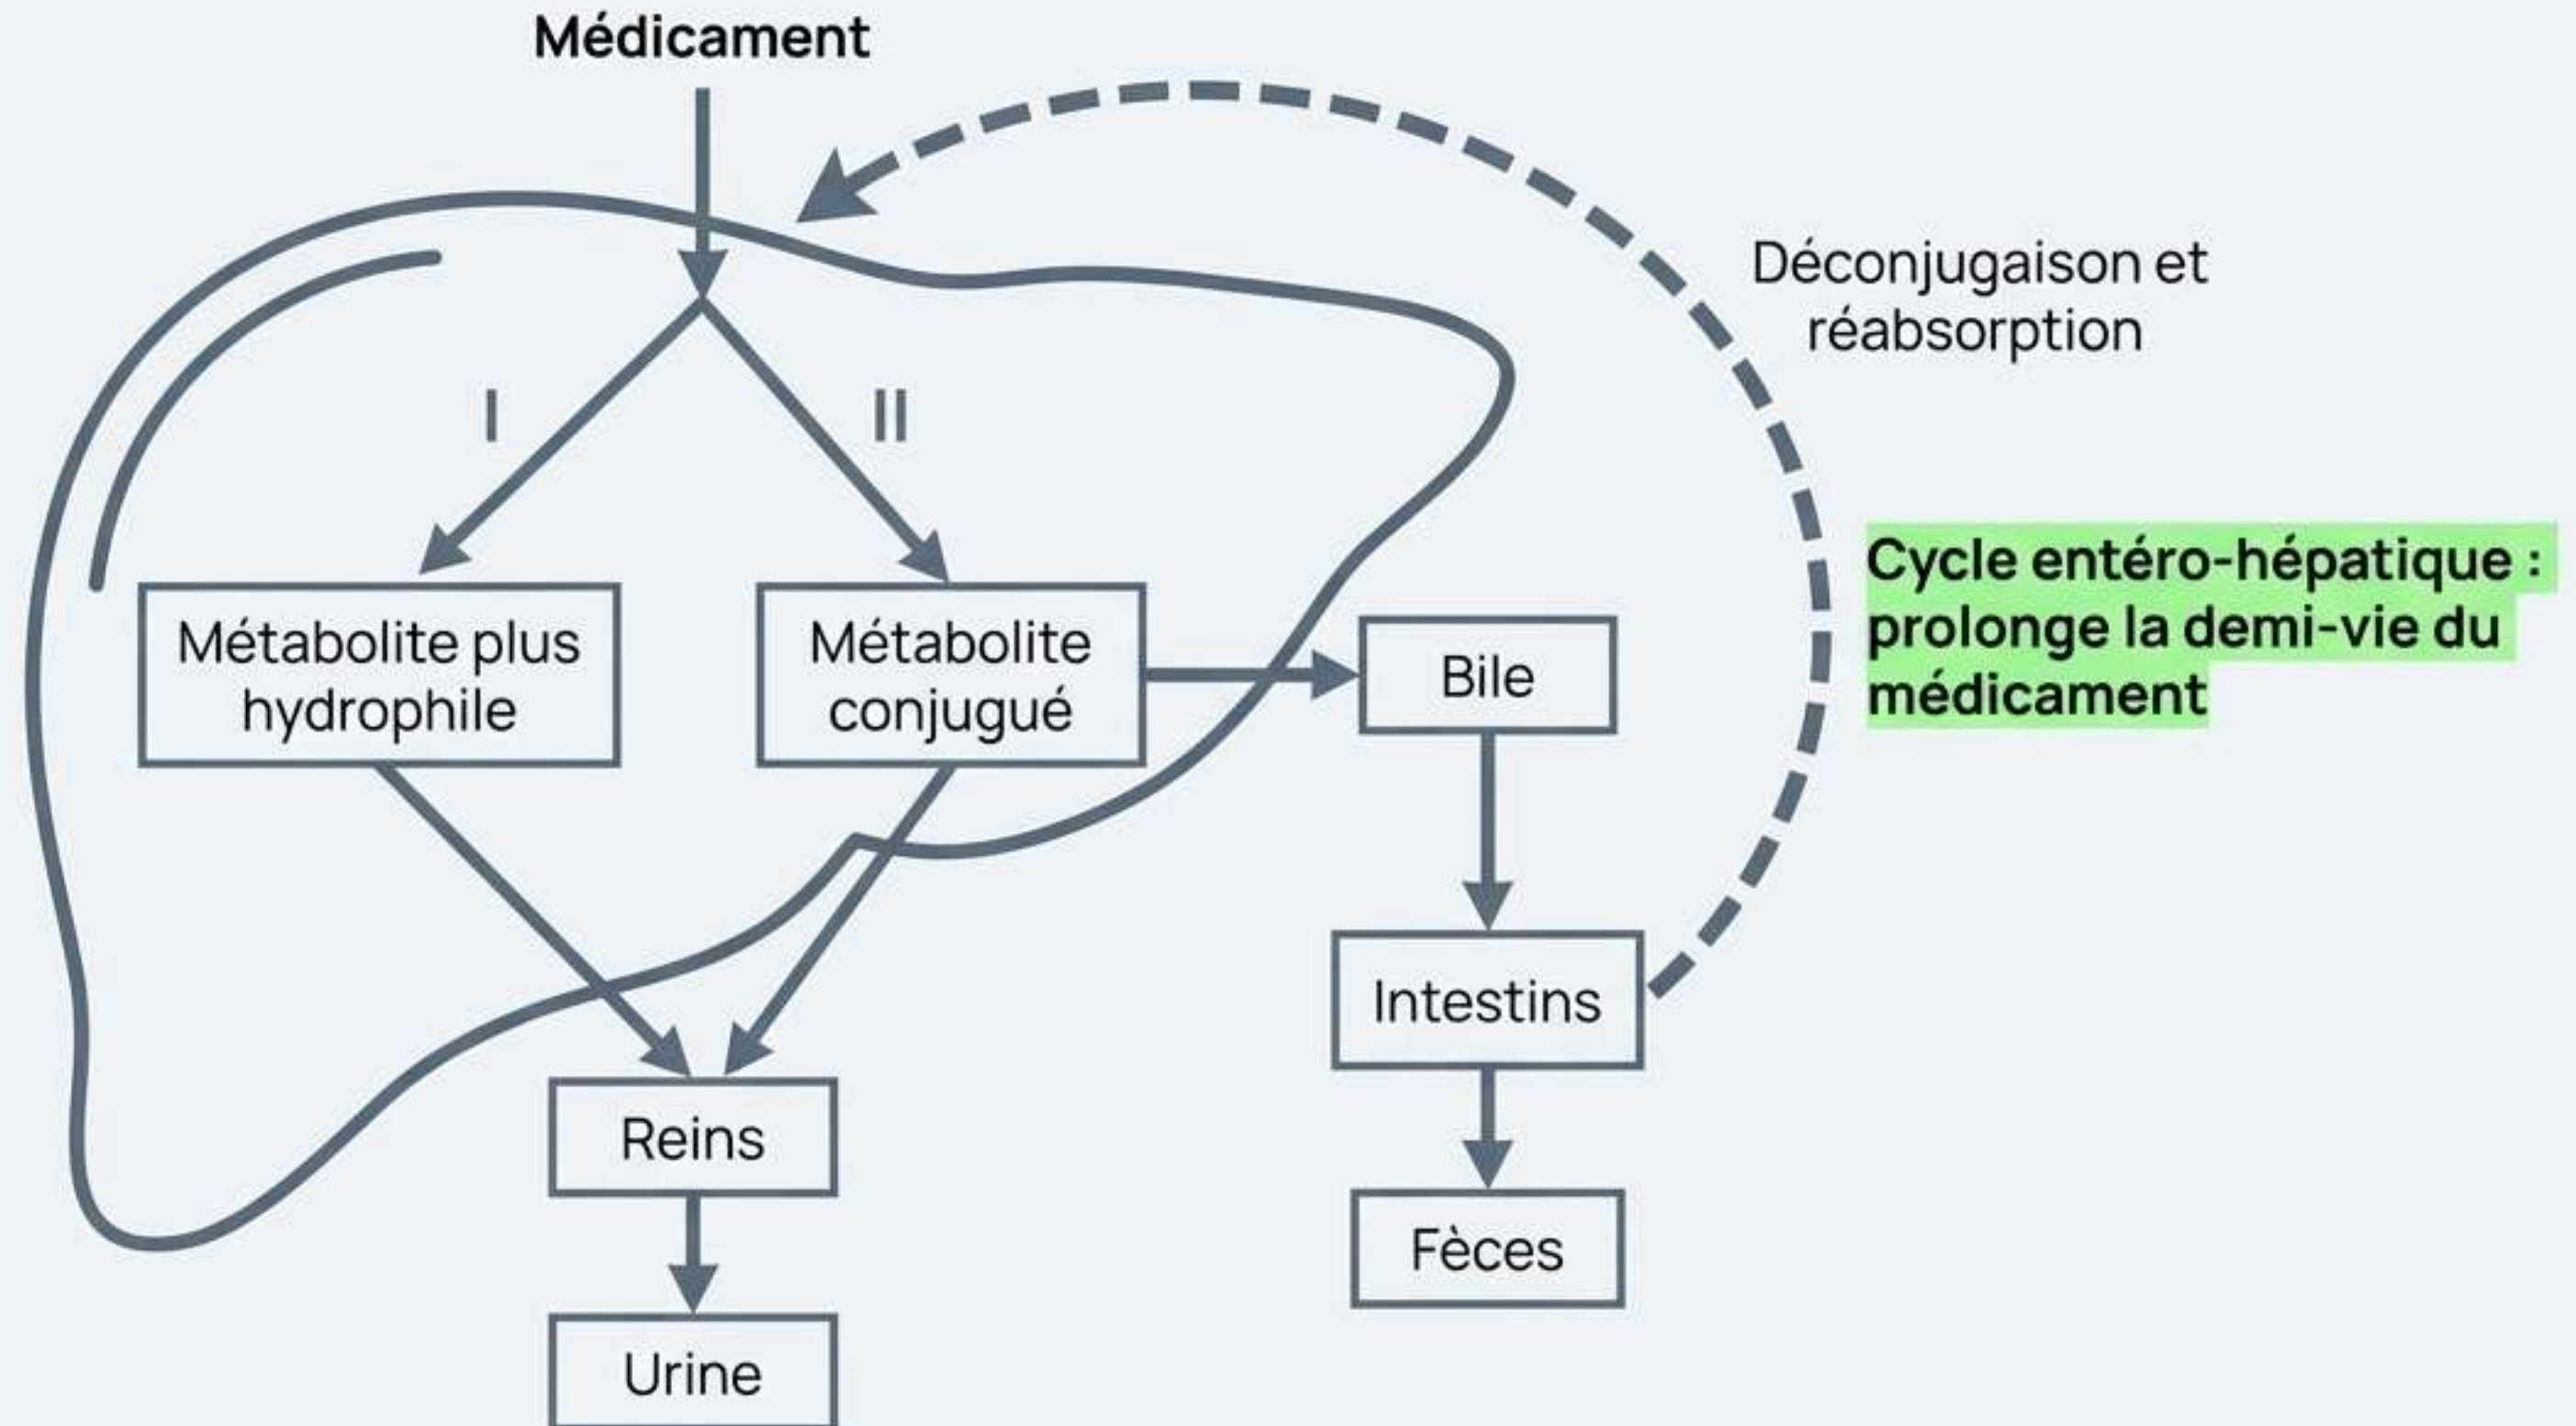 Médicament
Déconjugaison et
réabsorption
I
II
Cycle entéro-hépatique :
prolonge la demi-vie du
médicament
Métabolite plus
hydrophile
Métabolite
conjugué
Bile
Intestins
Reins
Fèces
Urine